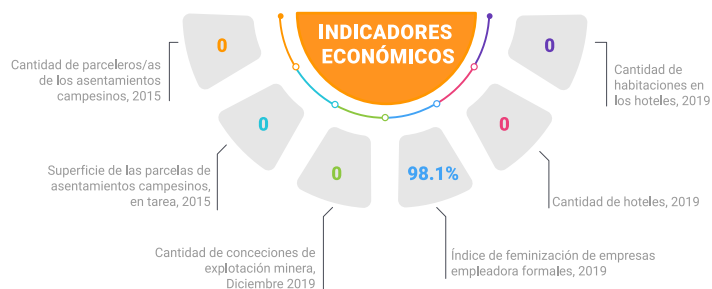 INDICADORES
ECONÓMICOS
0
Cantidad de parceleros/as
de los asentamientos
campesinos, 2015
0
Superficie de las parcelas de
asentamientos campesinos,
en tarea, 2015
0
Cantidad de conceciones de
explotación minera,
Diciembre 2019
98.1%
Índice de feminización de empresas
empleadora formales, 2019
0
Cantidad de hoteles, 2019
0
Cantidad de
habitaciones en
los hoteles, 2019